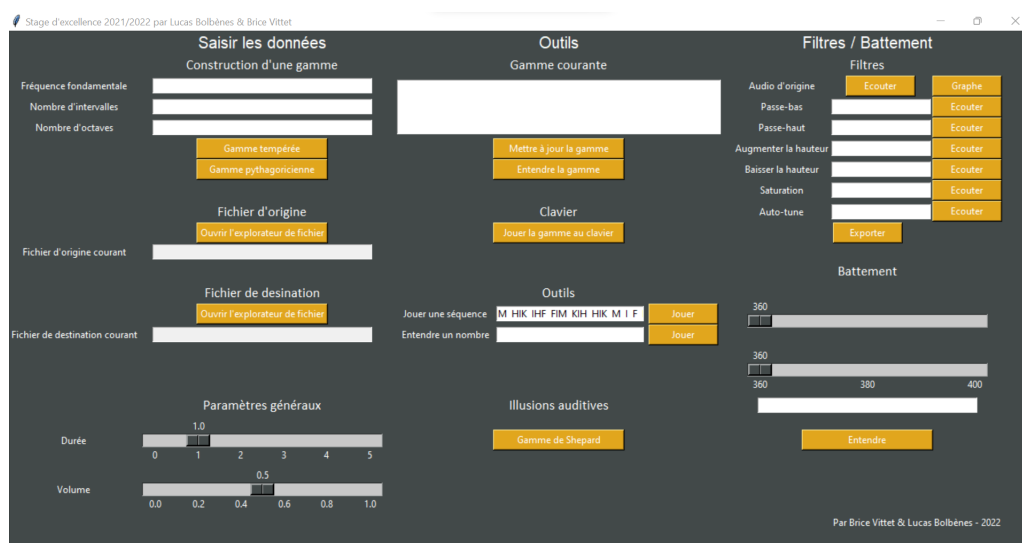 Stage d'excellence 2021/2022 par Lucas Bolbènes & Brice Vittet
Saisir les données
Construction d'une gamme
Fréquence fondamentale
Nombre d'intervalles
Nombre d'octaves
Gamme tempérée
Gamme pythagoricienne
Fichier d'origine
Ouvrir l'explorateur de fichier
Fichier d'origine courant
Fichier de desination
Ouvrir l'explorateur de fichier
Fichier de destination courant
Paramètres généraux
1.0
Durée
0 1 2 3 4 5
0.5
Volume
0.0 0.2 0.4 0.6 0.8 1.0
Outils
Gamme courante
Mettre à jour la gamme
Entendre la gamme
Clavier
Jouer la gamme au clavier
Outils
Jouer une séquence M HIK IHF FIM KIH HIK M I F Jouer
Entendre un nombre Jouer
Illusions auditives
Gamme de Shepard
Filtres / Battement
Filtres
Audio d'origine Ecouter Graphe
Passe-bas Ecouter
Passe-haut Ecouter
Augmenter la hauteur Ecouter
Baisser la hauteur Ecouter
Saturation Ecouter
Auto-tune Ecouter
Exporter
Battement
360
360
360 380 400
Entendre
Par Brice Vittet & Lucas Bolbènes - 2022